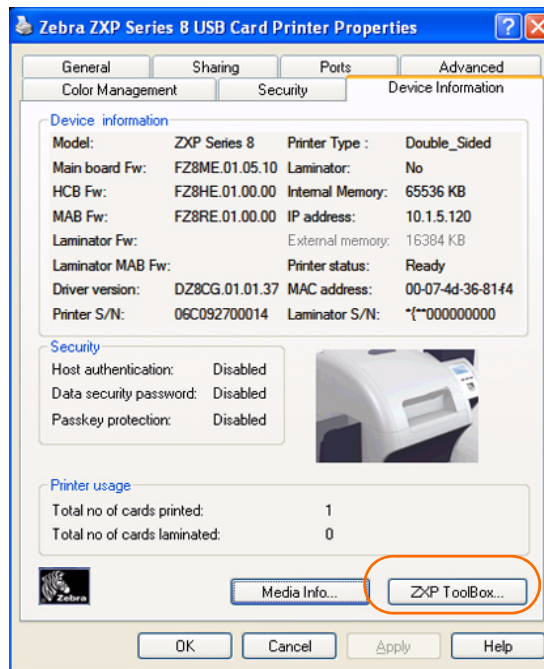 Zebra ZXP Series 8 USB Card Printer Properties
General Sharing Ports Advanced
Color Management Security Device Information
Device information
Model: ZXP Series 8 Printer Type : Double_Sided
Main board Fw: FZ8ME.01.05.10 Laminator: No
HCB Fw: FZ8HE.01.00.00 Internal Memory: 65536 KB
MAB Fw: FZ8RE.01.00.00 IP address: 10.1.5.120
Laminator Fw: External memory: 16384 KB
Laminator MAB Fw: Printer status: Ready
Driver version: DZ8CG.01.01.37 MAC address: 00-07-4d-36-81-f4
Printer S/N: 06C092700014 Laminator S/N: *{**000000000
Security
Host authentication: Disabled
Data security password: Disabled
Passkey protection: Disabled
Printer usage
Total no of cards printed: 1
Total no of cards laminated: 0
Zebra
Media Info... ZXP ToolBox...
OK Cancel Apply Help